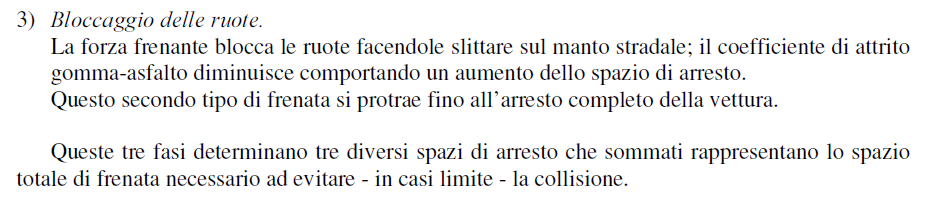 3) Bloccaggio delle ruote.
La forza frenante blocca le ruote facendole slittare sul manto stradale; il coefficiente di attrito
gomma-asfalto diminuisce comportando un aumento dello spazio di arresto.
Questo secondo tipo di frenata si protrae fino all'arresto completo della vettura.
Queste tre fasi determinano tre diversi spazi di arresto che sommati rappresentano lo spazio
totale di frenata necessario ad evitare - in casi limite - la collisione.